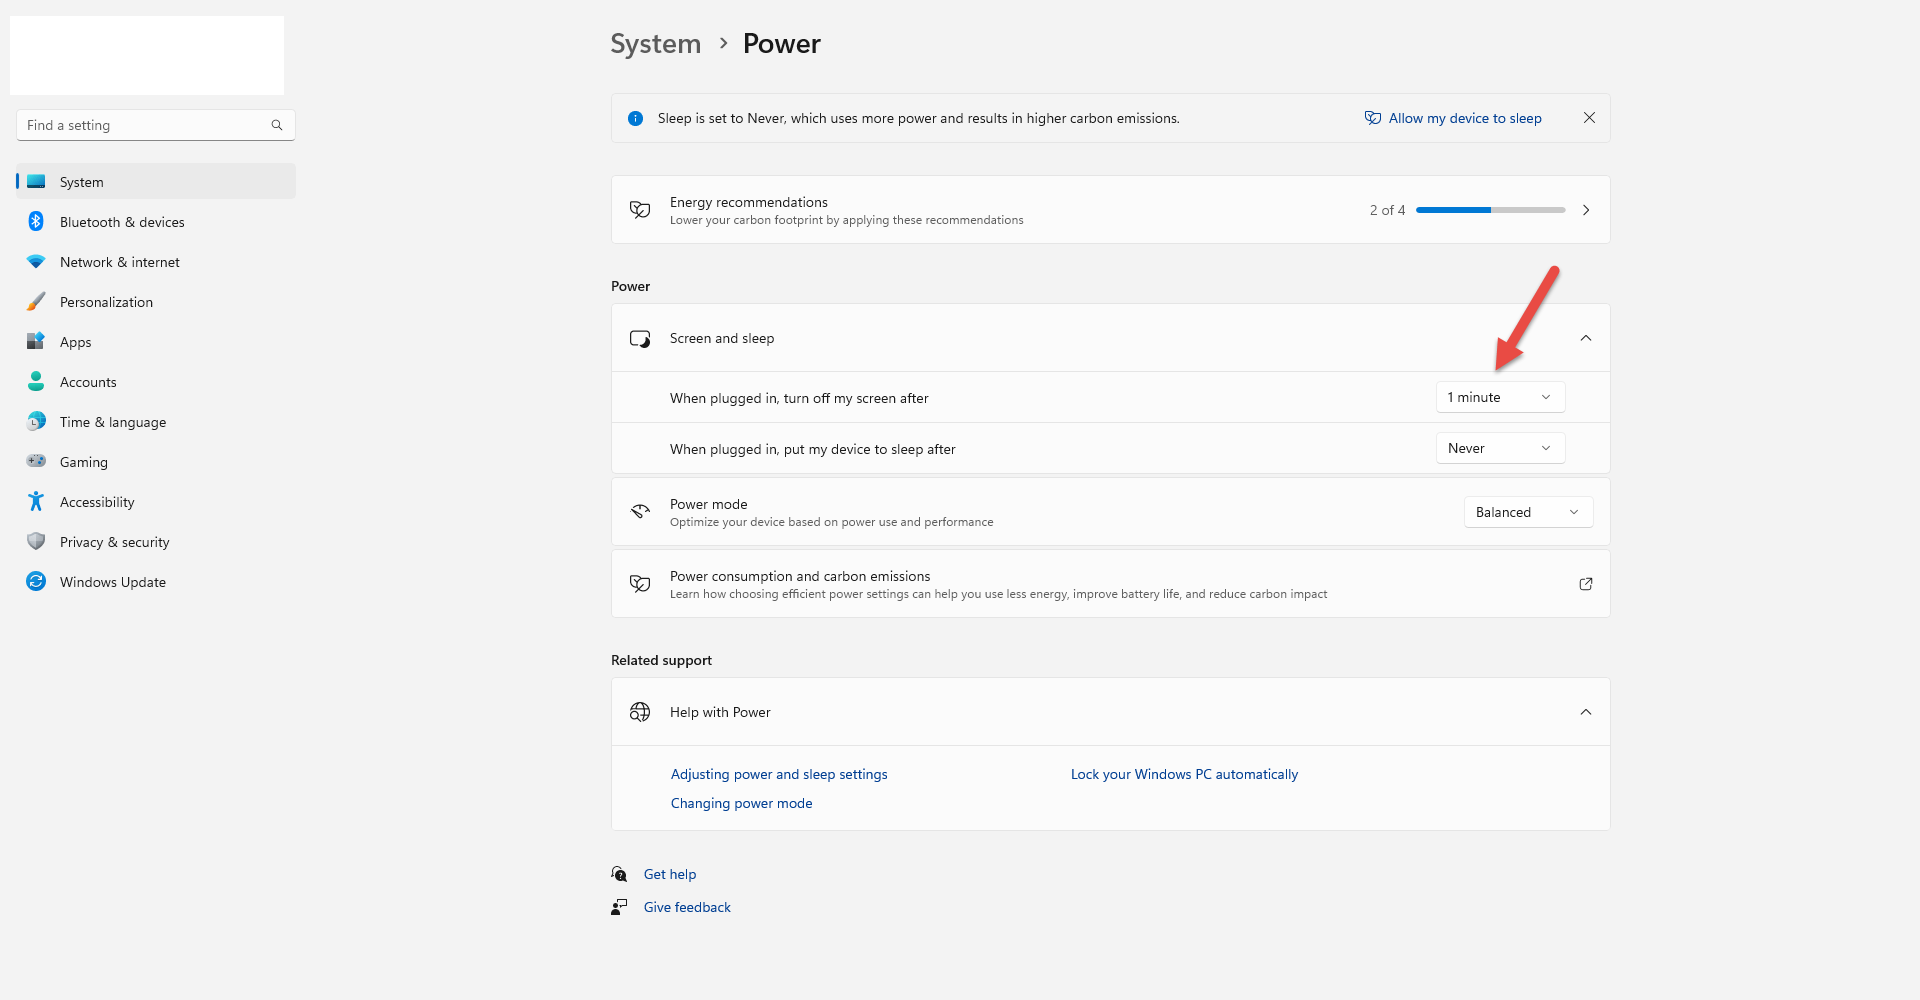 System > Power
Find a setting
System
Bluetooth & devices
Network & internet
Personalization
Apps
Accounts
Time & language
Gaming
Accessibility
Privacy & security
Windows Update
Sleep is set to Never, which uses more power and results in higher carbon emissions. Allow my device to sleep
Energy recommendations
Lower your carbon footprint by applying these recommendations
2 of 4
Power
Screen and sleep
When plugged in, turn off my screen after 1 minute
When plugged in, put my device to sleep after Never
Power mode
Optimize your device based on power use and performance
Balanced
Power consumption and carbon emissions
Learn how choosing efficient power settings can help you use less energy, improve battery life, and reduce carbon impact
Related support
Help with Power
Adjusting power and sleep settings Lock your Windows PC automatically
Changing power mode
Get help
Give feedback